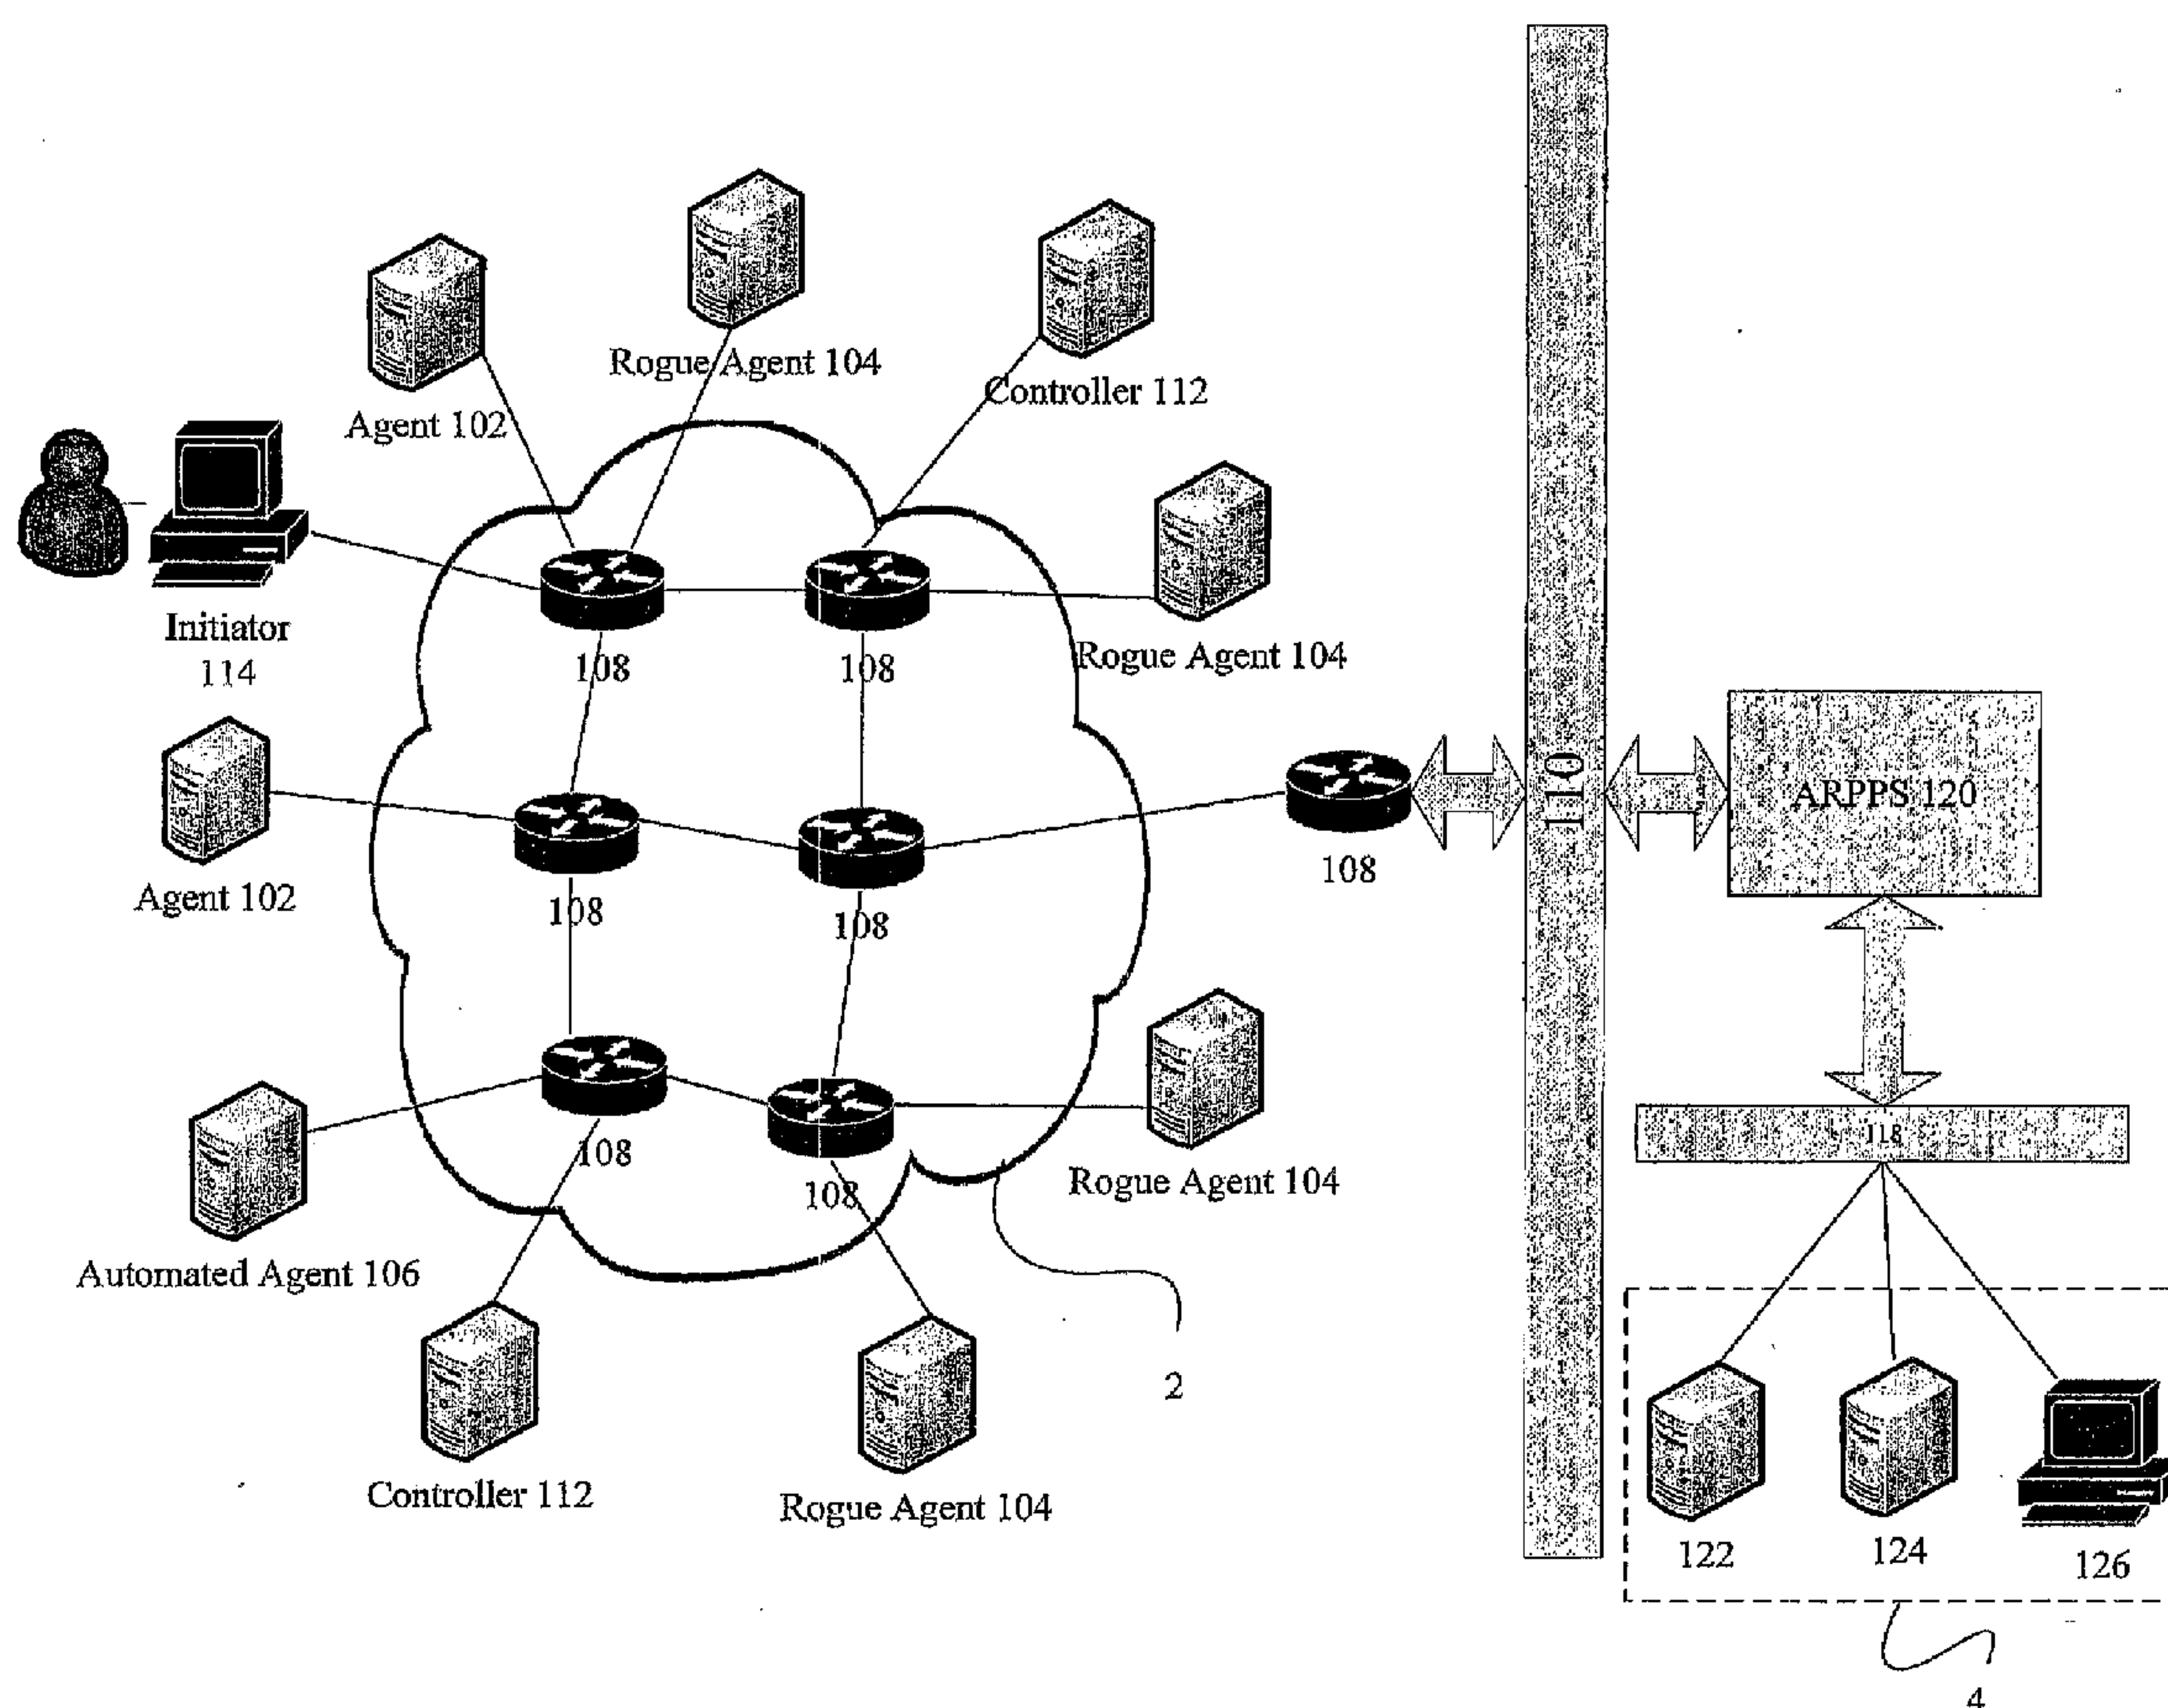 Rogue Agent 104
Controller 112
Agent 102
Initiator
114
108
108
Rogue Agent 104
110
ARPPS 120
108
Agent 102
108
108
118
108
108
Rogue Agent 104
Automated Agent 106
2
Controller 112
Rogue Agent 104
122
124
126
4